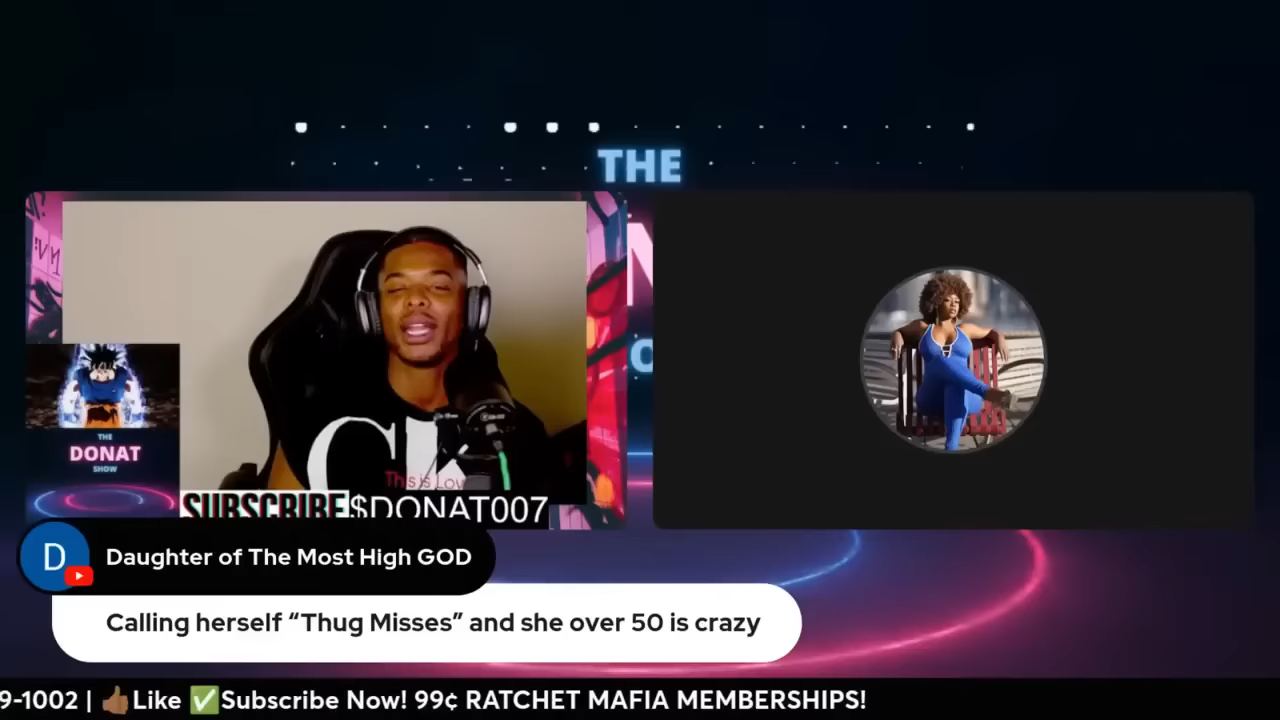 THE
THE
DONAT
SHOW
This is Lov
SUBSCRIBE $DONAT007
D
Daughter of The Most High GOD
Calling herself “Thug Misses” and she over 50 is crazy
9-1002 | 👍🏾Like ✅Subscribe Now! 99¢ RATCHET MAFIA MEMBERSHIPS!